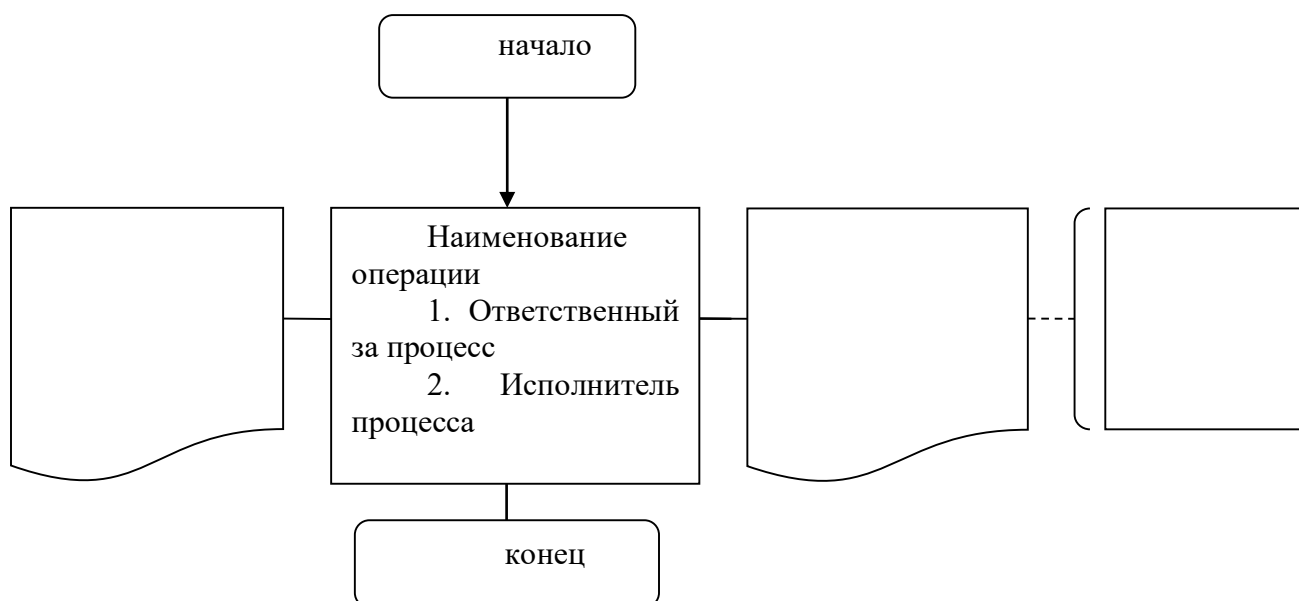 начало
Наименование
операции
1. Ответственный
за процесс
2. Исполнитель
процесса
конец